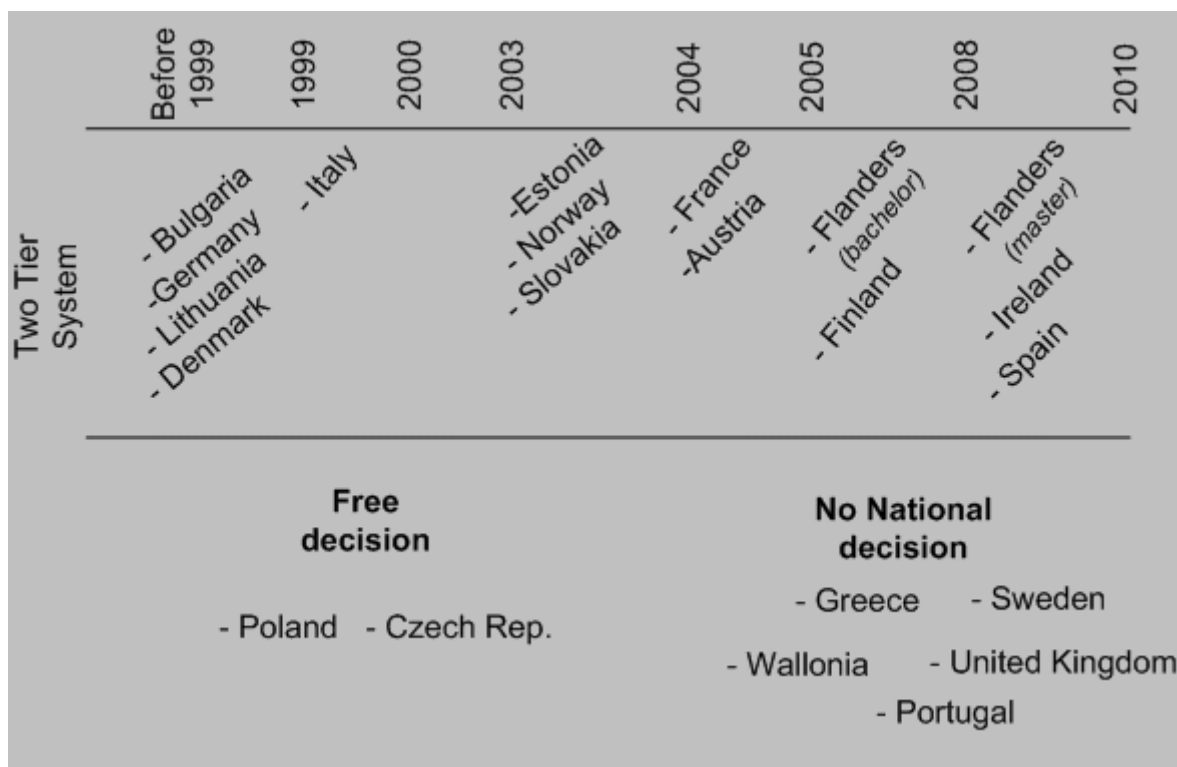 Before 1999
1999
2000
2003
2004
2005
2008
2010
Two Tier
System
- Bulgaria
-Germany
- Lithuania
- Denmark
- Italy
-Estonia
- Norway
- Slovakia
- France
-Austria
- Flanders
(bachelor)
- Finland
- Flanders
(master)
- Ireland
- Spain
Free
decision
- Poland - Czech Rep.
No National
decision
- Greece - Sweden
- Wallonia - United Kingdom
- Portugal